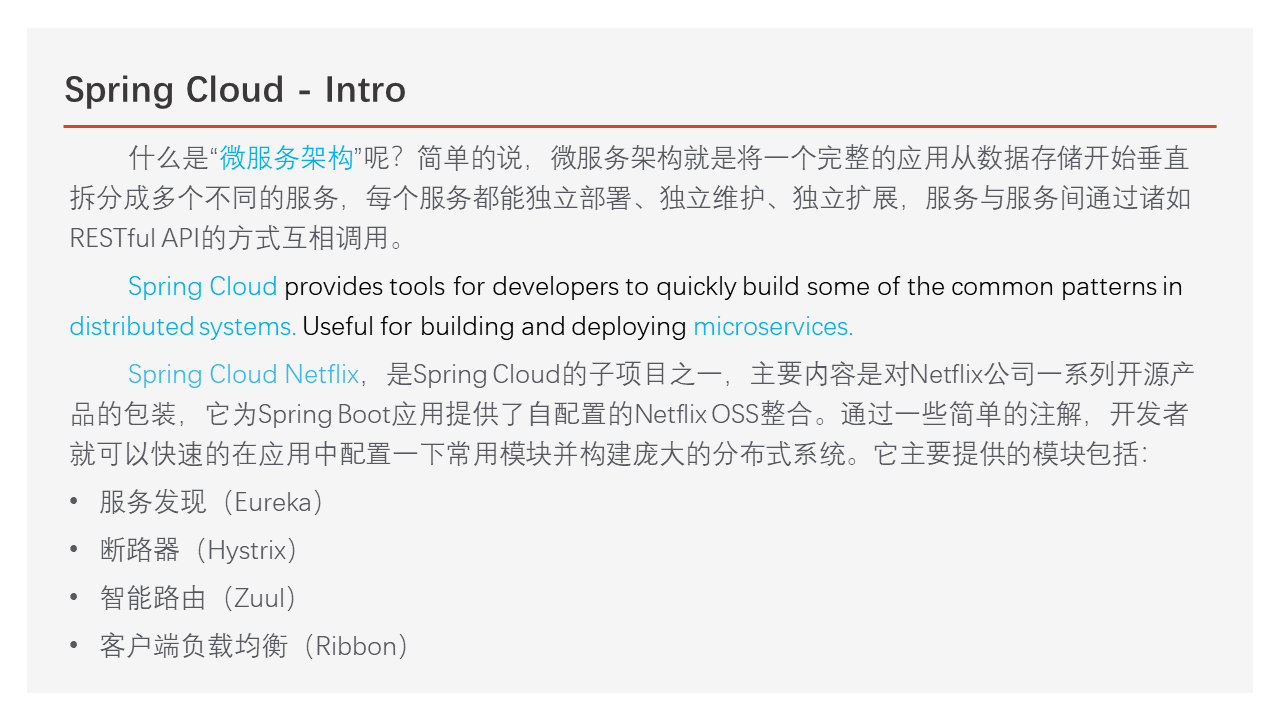 Spring Cloud - Intro
什么是“微服务架构”呢？简单的说，微服务架构就是将一个完整的应用从数据存储开始垂直
拆分成多个不同的服务，每个服务都能独立部署、独立维护、独立扩展，服务与服务间通过诸如
RESTful API的方式互相调用。
Spring Cloud provides tools for developers to quickly build some of the common patterns in
distributed systems. Useful for building and deploying microservices.
Spring Cloud Netflix，是Spring Cloud的子项目之一，主要内容是对Netflix公司一系列开源产
品的包装，它为Spring Boot应用提供了自配置的Netflix OSS整合。通过一些简单的注解，开发者
就可以快速的在应用中配置一下常用模块并构建庞大的分布式系统。它主要提供的模块包括：
• 服务发现（Eureka）
• 断路器（Hystrix）
• 智能路由（Zuul）
• 客户端负载均衡（Ribbon）